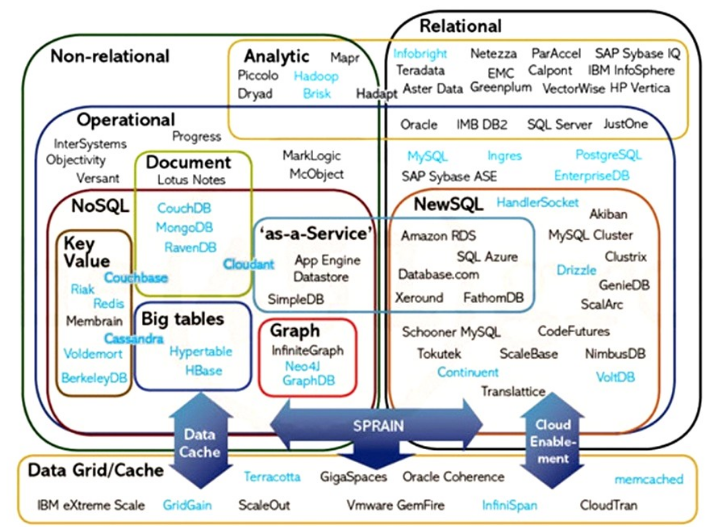 Relational
Non-relational
Analytic
Mapr
Piccolo
Hadoop
Dryad
Brisk
Hadapt
Infobright
Netezza
ParAccel
SAP Sybase IQ
Teradata
EMC
Greenplum
Calpont
IBM InfoSphere
Aster Data
VectorWise
HP Vertica
Operational
Oracle
IMB DB2
SQL Server
JustOne
Progress
InterSystems
Objectivity
Versant
Document
Lotus Notes
MarkLogic
McObject
MySQL
Ingres
PostgreSQL
SAP Sybase ASE
EnterpriseDB
NoSQL
CouchDB
MongoDB
RavenDB
Key
Value
Couchbase
Riak
Redis
Membrain
Cassandra
Voldemort
BerkeleyDB
Cloudant
'as-a-Service'
App Engine
Datastore
SimpleDB
Big tables
Hypertable
HBase
Graph
InfiniteGraph
Neo4J
GraphDB
NewSQL
HandlerSocket
Akiban
Amazon RDS
MySQL Cluster
SQL Azure
Clustrix
Database.com
Drizzle
GenieDB
Xeround
FathomDB
ScalArc
Schooner MySQL
CodeFutures
Tokutek
ScaleBase
NimbusDB
Continuent
VoltDB
Translattice
Data
Cache
SPRAIN
Cloud
Enable-
ment
Data Grid/Cache
Terracotta
GigaSpaces
Oracle Coherence
memcached
IBM eXtreme Scale
GridGain
ScaleOut
Vmware GemFire
InfiniSpan
CloudTran